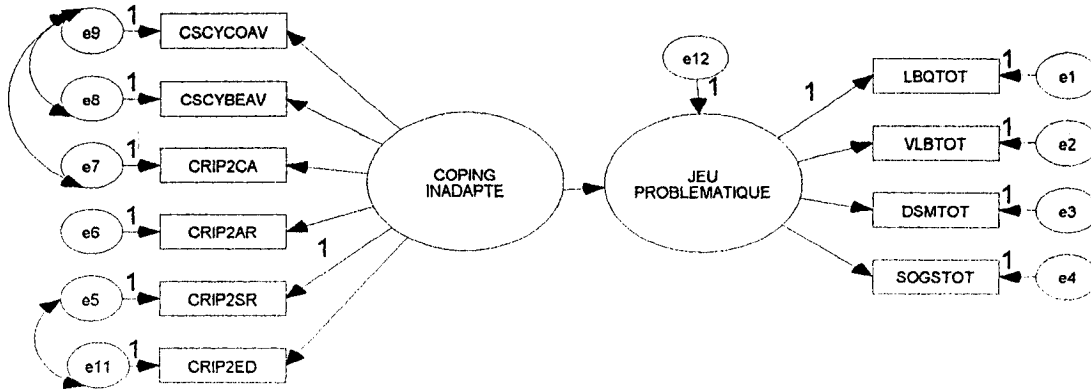 e9
1
CSCYCOAV
e8
1
CSCYBEAV
e7
1
CRIP2CA
e6
1
CRIP2AR
e5
1
CRIP2SR
1
e11
1
CRIP2ED
COPING
INADAPTE
e12
1
JEU
PROBLEMATIQUE
1
LBQTOT
1
e1
VLBTOT
1
e2
DSMTOT
1
e3
SOGSTOT
1
e4